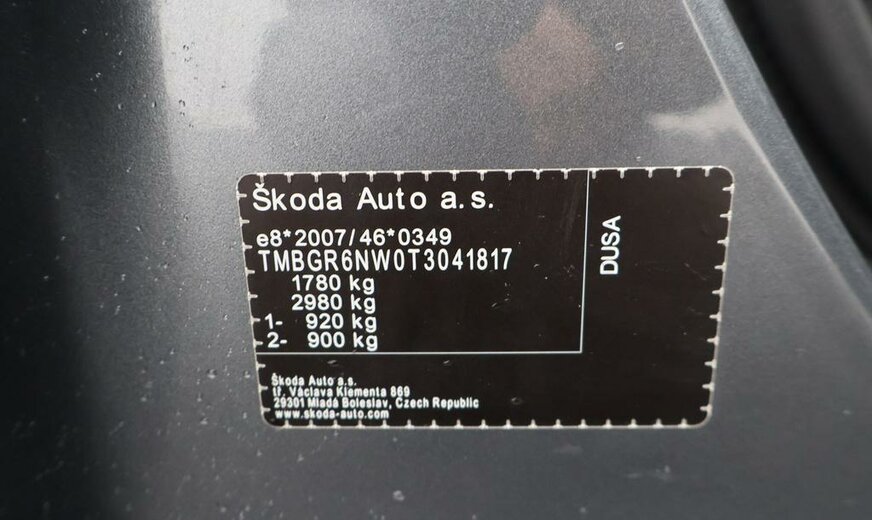 Škoda Auto a.s.
e8*2007/46*0349
TMBGR6NW0T3041817
1780 kg
2980 kg
1- 920 kg
2- 900 kg
DUSA
Škoda Auto a.s.
tř. Václava Klementa 869
29301 Mladá Boleslav, Czech Republic
www.skoda-auto.com